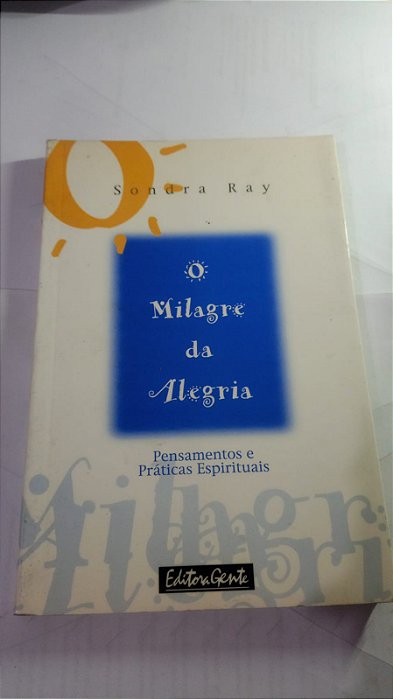 Sondra Ray
O
Milagre
da
Alegria
Pensamentos e
Práticas Espirituais
Editora Gente